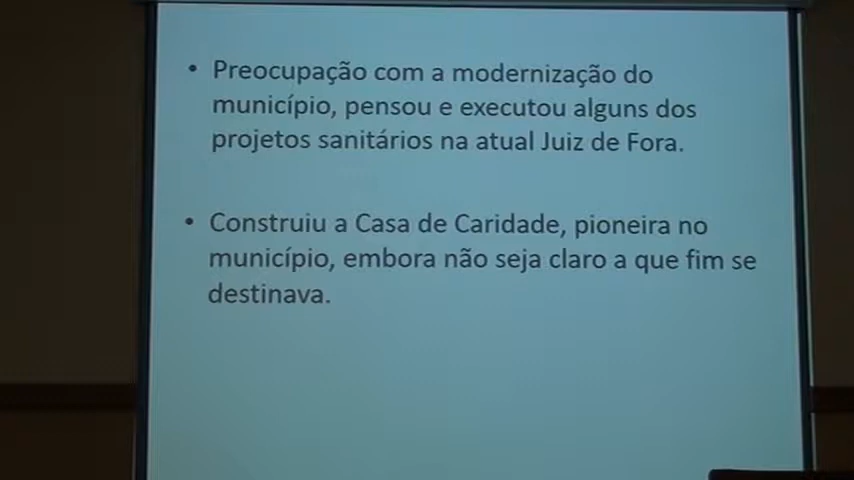 • Preocupação com a modernização do
município, pensou e executou alguns dos
projetos sanitários na atual Juiz de Fora.
• Construiu a Casa de Caridade, pioneira no
município, embora não seja claro a que fim se
destinava.